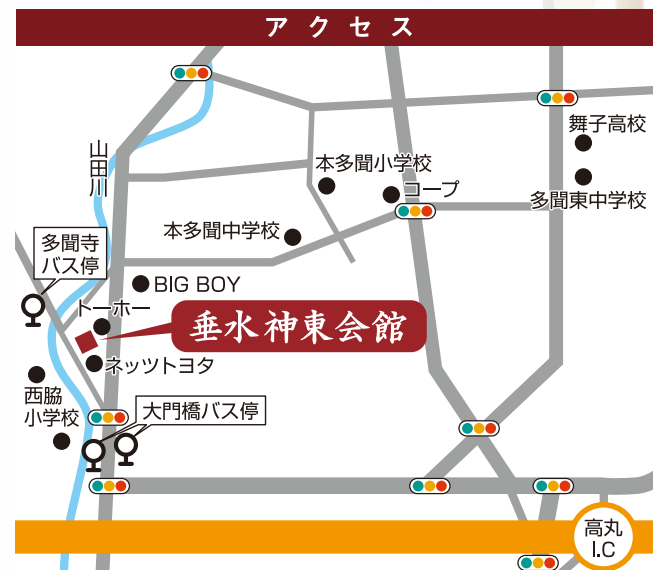 アクセス
舞子高校
山田川
本多聞小学校
コープ
多聞東中学校
本多聞中学校
多聞寺
バス停
BIG BOY
トーホー
垂水神東会館
ネッツトヨタ
西脇
小学校
大門橋バス停
高丸
I.C